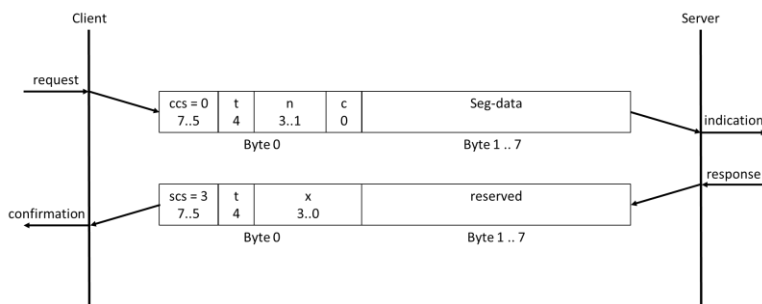 Client Server
request
ccs = 0 t n c Seg-data
7..5 4 3..1 0
indication
Byte 0 Byte 1 .. 7
response
scs = 3 t x reserved
7..5 4 3..0
confirmation
Byte 0 Byte 1 .. 7